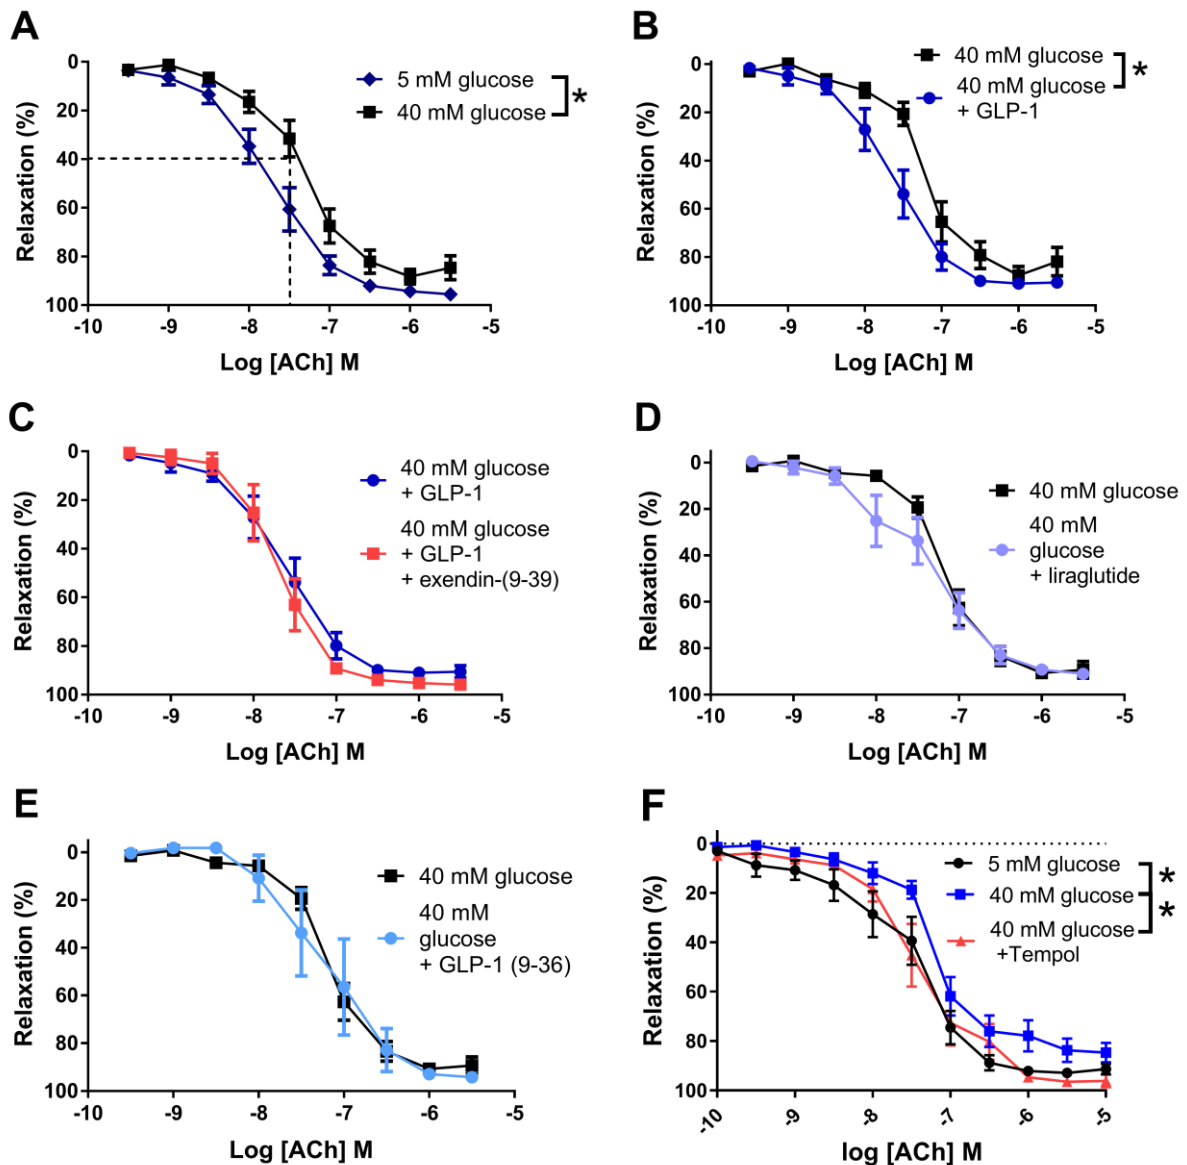 A
0
20
40
60
80
100
Relaxation (%)
-10 -9 -8 -7 -6 -5
Log [ACh] M
5 mM glucose
40 mM glucose
*
B
0
20
40
60
80
100
Relaxation (%)
-10 -9 -8 -7 -6 -5
Log [ACh] M
40 mM glucose
40 mM glucose
+ GLP-1
*
C
0
20
40
60
80
100
Relaxation (%)
-10 -9 -8 -7 -6 -5
Log [ACh] M
40 mM glucose
+ GLP-1
40 mM glucose
+ GLP-1
+ exendin-(9-39)
D
0
20
40
60
80
100
Relaxation (%)
-10 -9 -8 -7 -6 -5
Log [ACh] M
40 mM glucose
40 mM
glucose
+ liraglutide
E
0
20
40
60
80
100
Relaxation (%)
-10 -9 -8 -7 -6 -5
Log [ACh] M
40 mM glucose
40 mM
glucose
+ GLP-1 (9-36)
F
0
20
40
60
80
100
Relaxation (%)
-10 -9 -8 -7 -6 -5
log [ACh] M
5 mM glucose
40 mM glucose
40 mM glucose
+Tempol
*
*